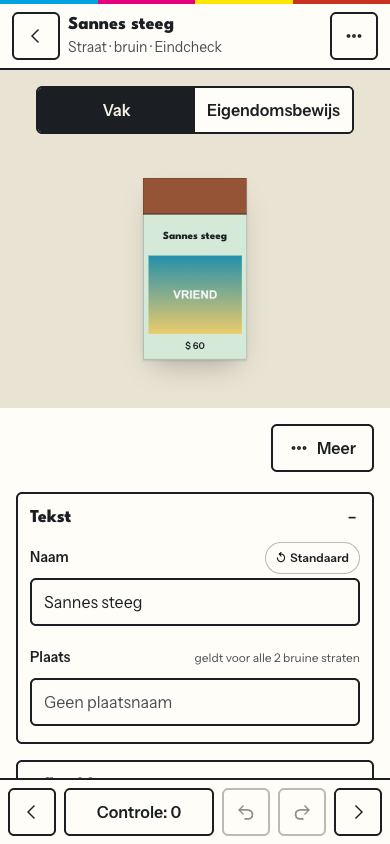 Sannes steeg
Straat · bruin · Eindcheck
Vak
Eigendomsbewijs
Sannes steeg
VRIEND
$ 60
Meer
Tekst
Naam
Standaard
Sannes steeg
Plaats
geldt voor alle 2 bruine straten
Geen plaatsnaam
Controle: 0